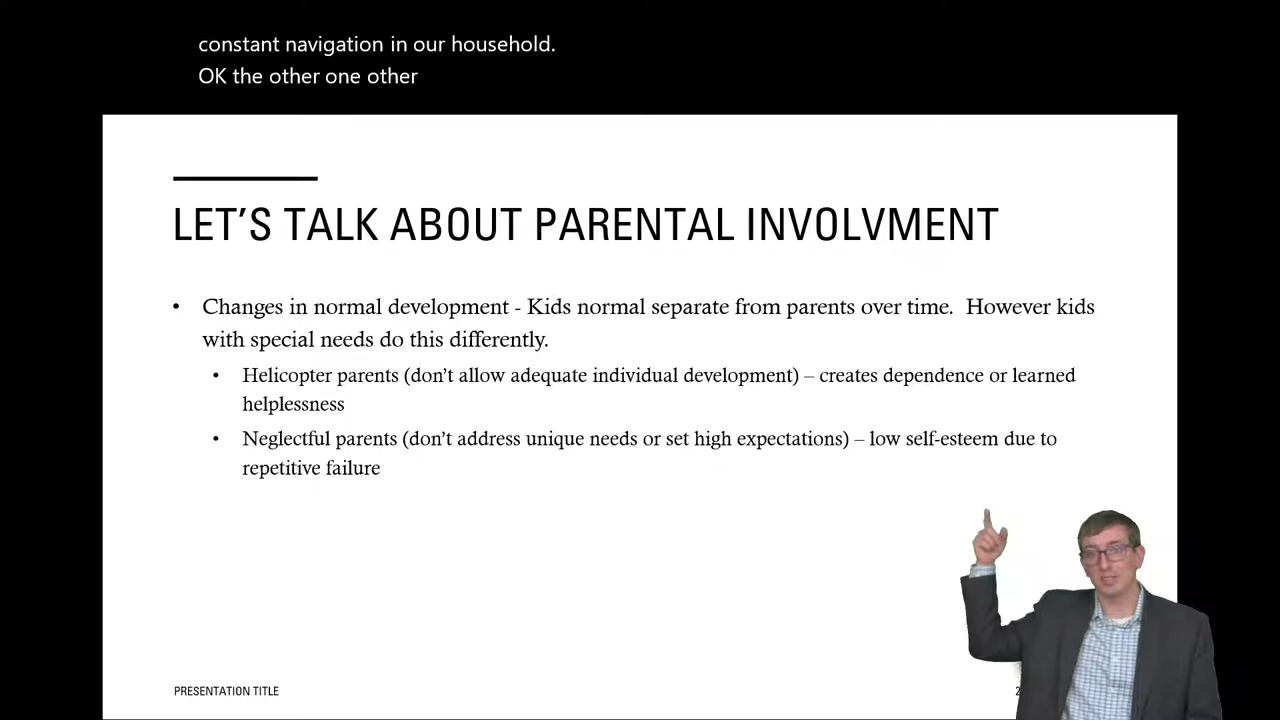 constant navigation in our household.
OK the other one other
LET’S TALK ABOUT PARENTAL INVOLVMENT
• Changes in normal development - Kids normal separate from parents over time. However kids
with special needs do this differently.
• Helicopter parents (don’t allow adequate individual development) – creates dependence or learned
helplessness
• Neglectful parents (don’t address unique needs or set high expectations) – low self-esteem due to
repetitive failure
PRESENTATION TITLE